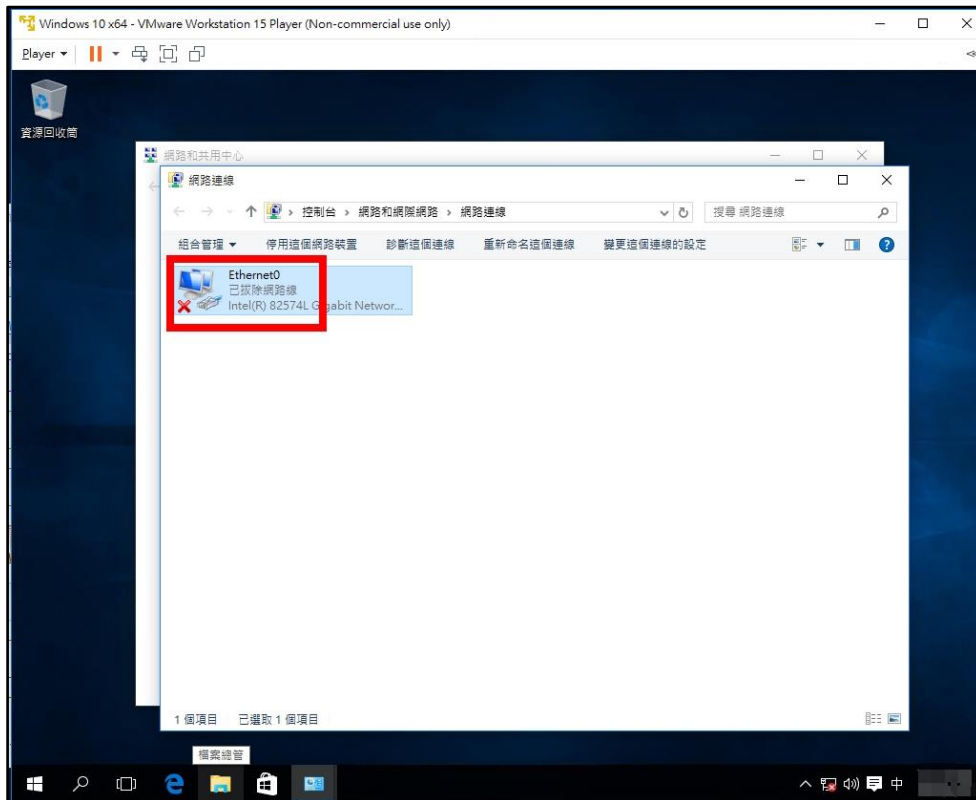 Windows 10 x64 - VMware Workstation 15 Player (Non-commercial use only)
Player
資源回收筒
網路和共用中心
網路連線
控制台 › 網路和網際網路 › 網路連線
搜尋 網路連線
組合管理 停用這個網路裝置 診斷這個連線 重新命名這個連線 變更這個連線的設定
Ethernet0
已拔除網路線
Intel(R) 82574L Gigabit Networ...
1 個項目 已選取 1 個項目
檔案總管
中